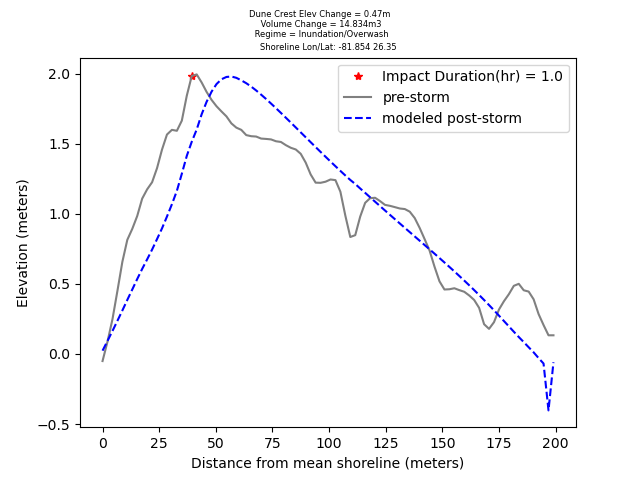 Dune Crest Elev Change = 0.47m
Volume Change = 14.834m3
Regime = Inundation/Overwash
Shoreline Lon/Lat: -81.854 26.35
Impact Duration(hr) = 1.0
pre-storm
modeled post-storm
Elevation (meters)
2.0
1.5
1.0
0.5
0.0
−0.5
0 25 50 75 100 125 150 175 200
Distance from mean shoreline (meters)